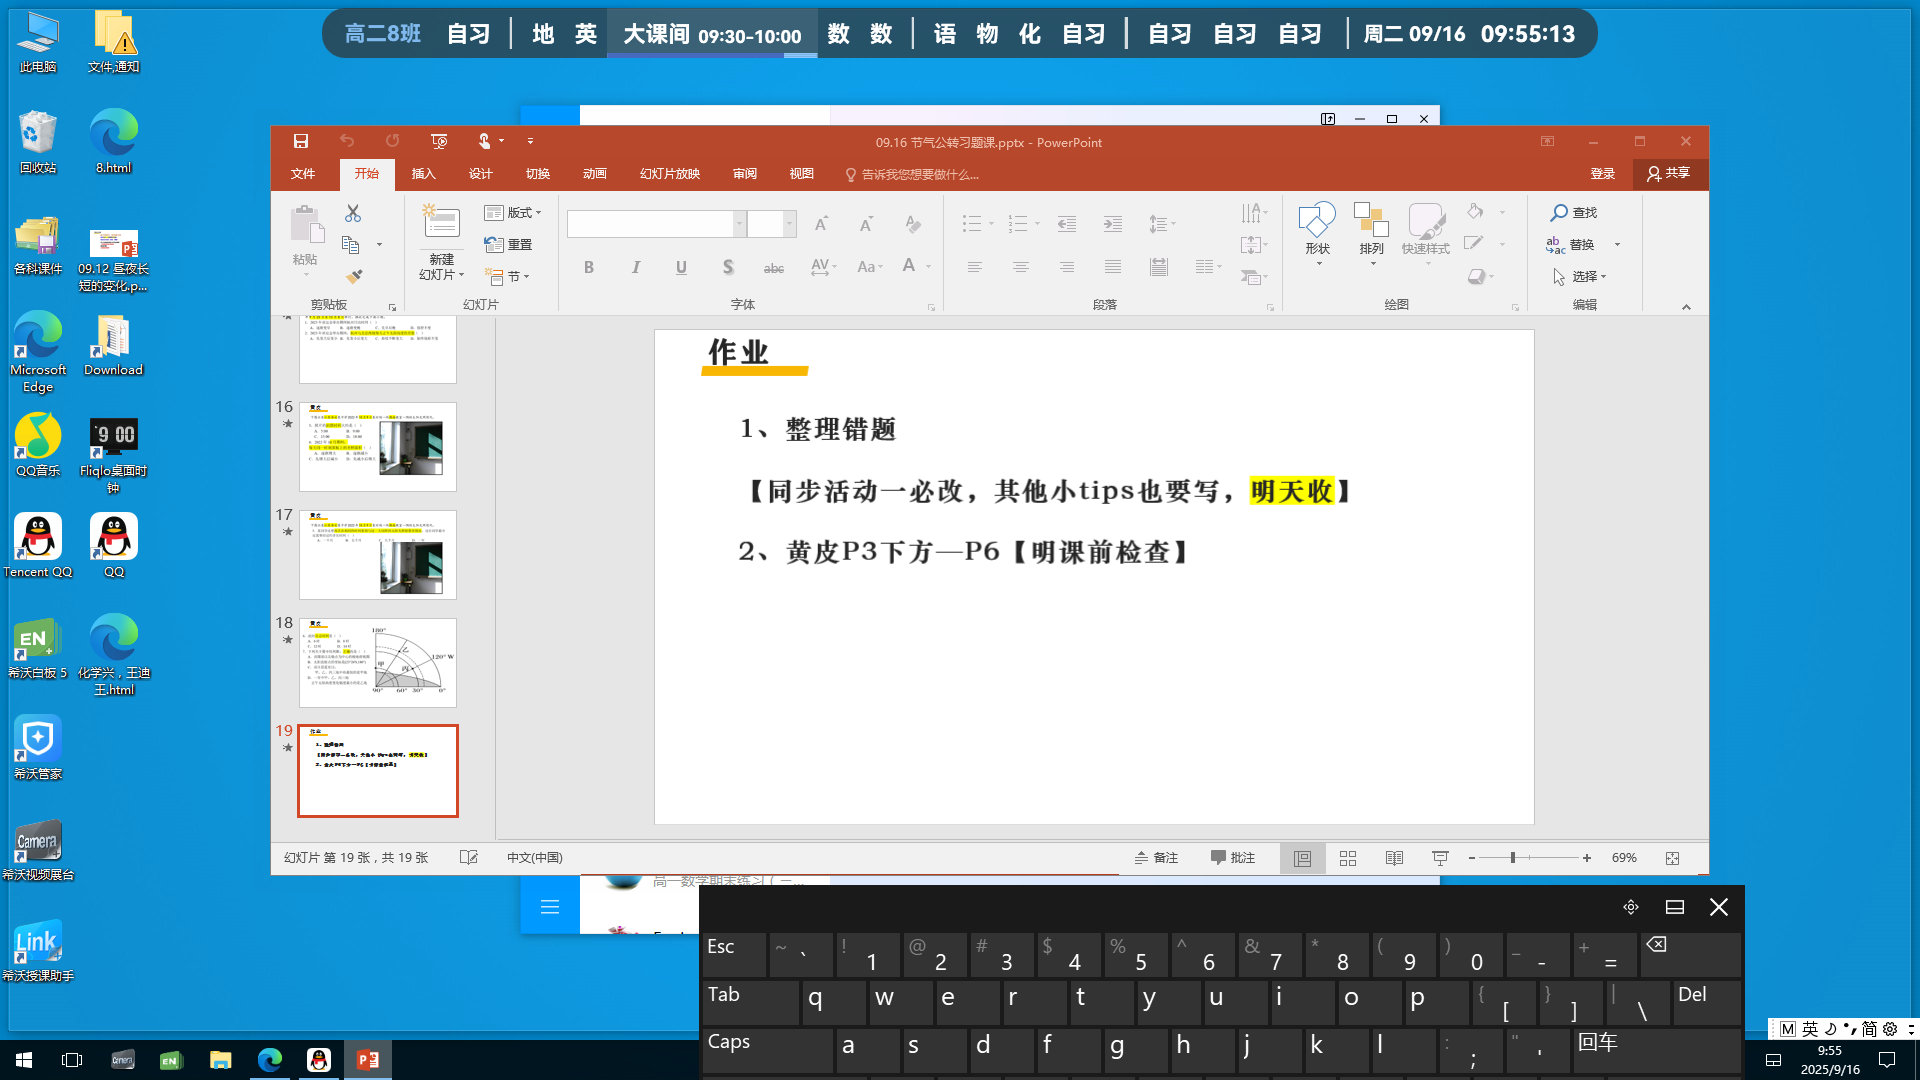 高二8班 自习 地 英 大课间 09:30-10:00 数 数 语 物 化 自习 自习 自习 自习 周二 09/16 09:55:13
此电脑
文件,通知
回收站
8.html
各科课件
09.12 昼夜长短的变化.p...
Microsoft Edge
Download
QQ音乐
Fliqlo桌面时钟
Tencent QQ
QQ
希沃白板 5
化学兴，王迪王.html
希沃管家
希沃视频展台
希沃授课助手
09.16 节气公转习题课.pptx - PowerPoint
文件 开始 插入 设计 切换 动画 幻灯片放映 审阅 视图 告诉我您想要做什么... 登录 共享
粘贴
剪贴板
新建
幻灯片
版式
重置
节
幻灯片
B I U S abc AV Aa A
字体
段落
形状
排列
快速样式
绘图
查找
替换
选择
编辑
16
17
18
19
作业
1、整理错题
【同步活动一必改，其他小tips也要写，明天收】
2、黄皮P3下方—P6【明课前检查】
幻灯片 第 19 张，共 19 张 中文(中国) 备注 批注 69%
高一数学期末练习（三...
Esc ~ ` ! 1 @ 2 # 3 $ 4 % 5 ^ 6 & 7 * 8 ( 9 ) 0 _ - + =
Tab q w e r t y u i o p { [ } ] | \ Del
Caps a s d f g h j k l : ; " ' 回车
M 英 简
9:55
2025/9/16